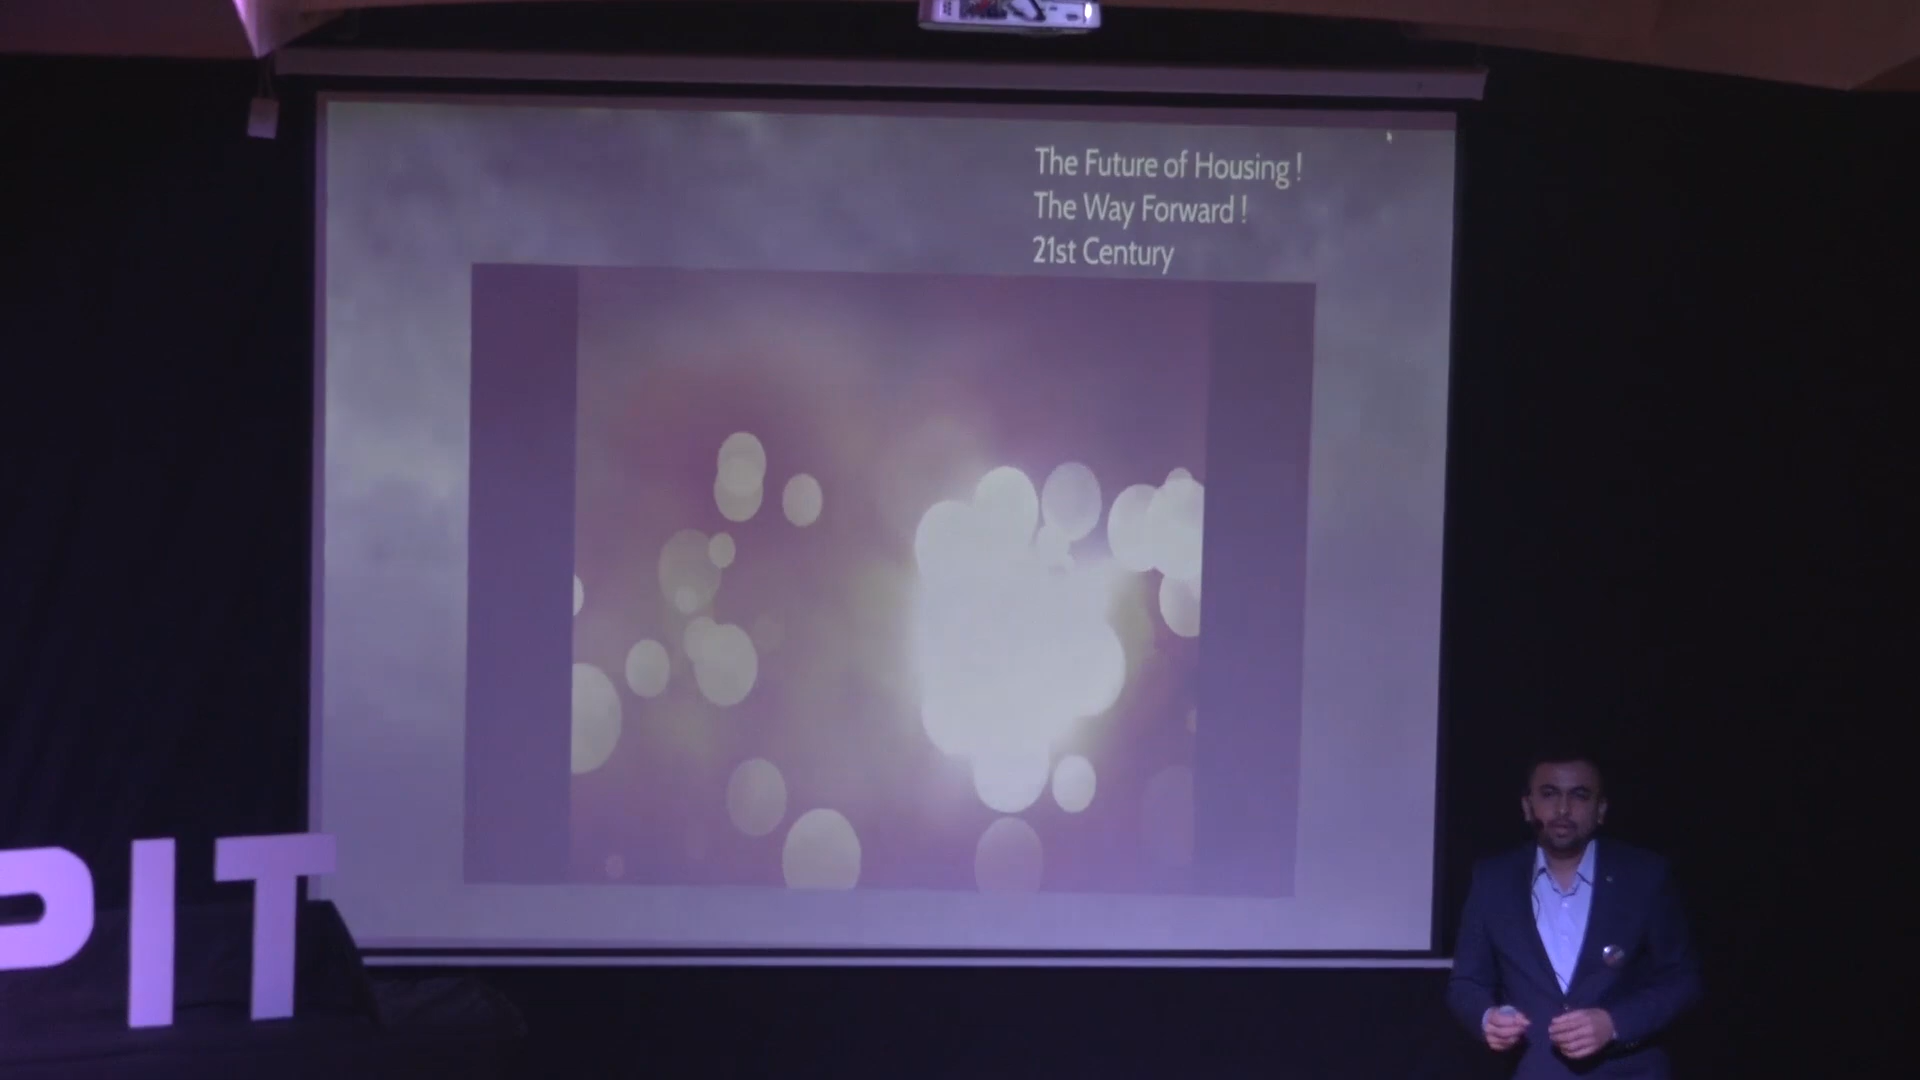 The Future of Housing !
The Way Forward !
21st Century
PIT